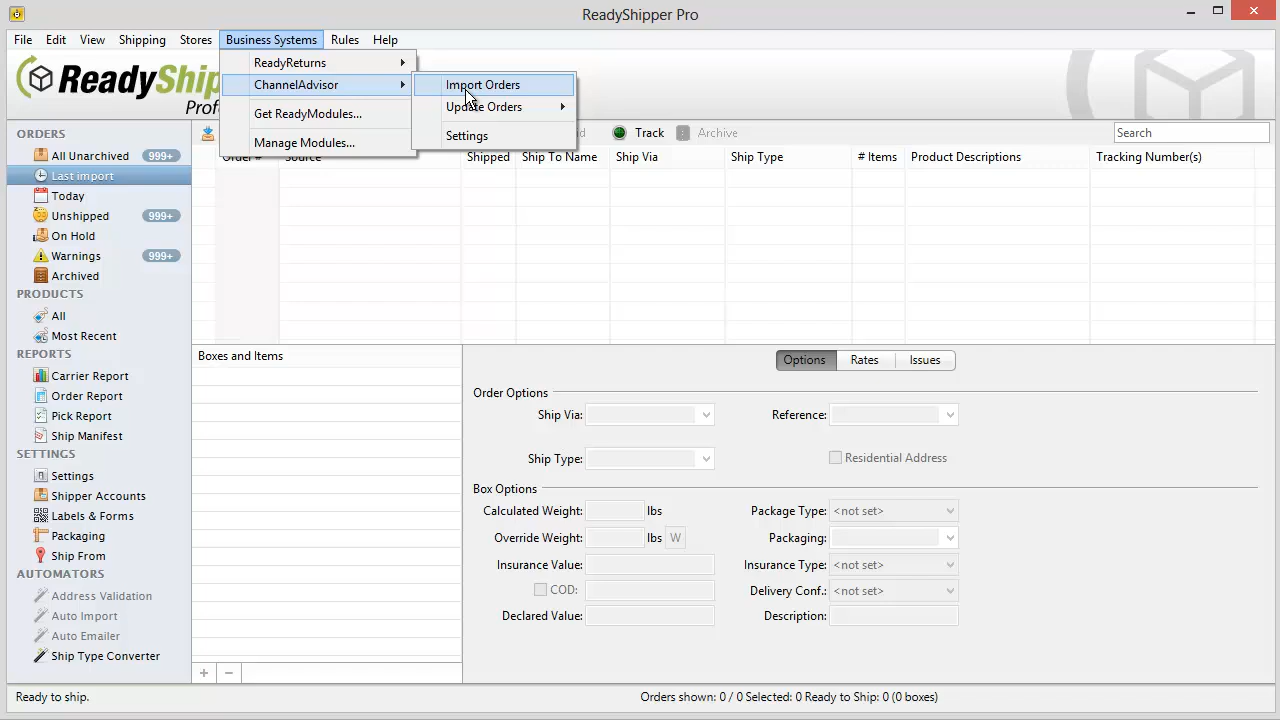 ReadyShipper Pro
File Edit View Shipping Stores Business Systems Rules Help
ReadyReturns
ChannelAdvisor
Get ReadyModules...
Manage Modules...
Import Orders
Update Orders
Settings
ReadyShip
Track Archive Search
ORDERS
All Unarchived 999+
Last import
Today
Unshipped 999+
On Hold
Warnings 999+
Archived
PRODUCTS
All
Most Recent
REPORTS
Carrier Report
Order Report
Pick Report
Ship Manifest
SETTINGS
Settings
Shipper Accounts
Labels & Forms
Packaging
Ship From
AUTOMATORS
Address Validation
Auto Import
Auto Emailer
Ship Type Converter
Order # Source Shipped Ship To Name Ship Via Ship Type # Items Product Descriptions Tracking Number(s)
Boxes and Items
+ −
Options Rates Issues
Order Options
Ship Via: Reference:
Ship Type: Residential Address
Box Options
Calculated Weight: lbs Package Type: <not set>
Override Weight: lbs W Packaging:
Insurance Value: Insurance Type: <not set>
COD: Delivery Conf.: <not set>
Declared Value: Description:
Ready to ship. Orders shown: 0 / 0 Selected: 0 Ready to Ship: 0 (0 boxes)